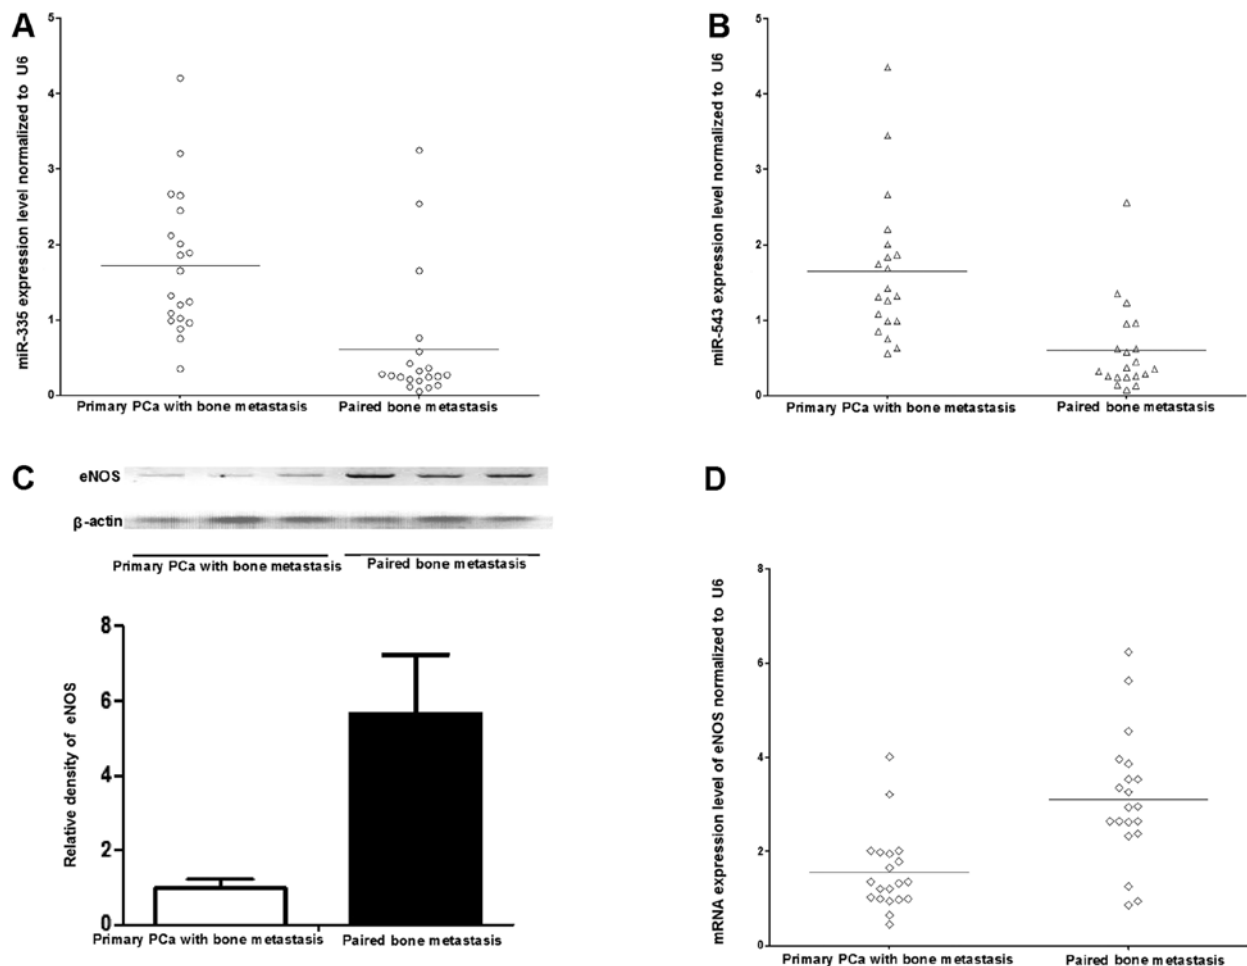 A
miR-335 expression level normalized to U6
5
4
3
2
1
0
Primary PCa with bone metastasis
Paired bone metastasis
B
miR-543 expression level normalized to U6
5
4
3
2
1
0
Primary PCa with bone metastasis
Paired bone metastasis
C
eNOS
β-actin
Primary PCa with bone metastasis
Paired bone metastasis
Relative density of eNOS
8
6
4
2
0
Primary PCa with bone metastasis
Paired bone metastasis
D
mRNA expression level of eNOS normalized to U6
8
6
4
2
0
Primary PCa with bone metastasis
Paired bone metastasis